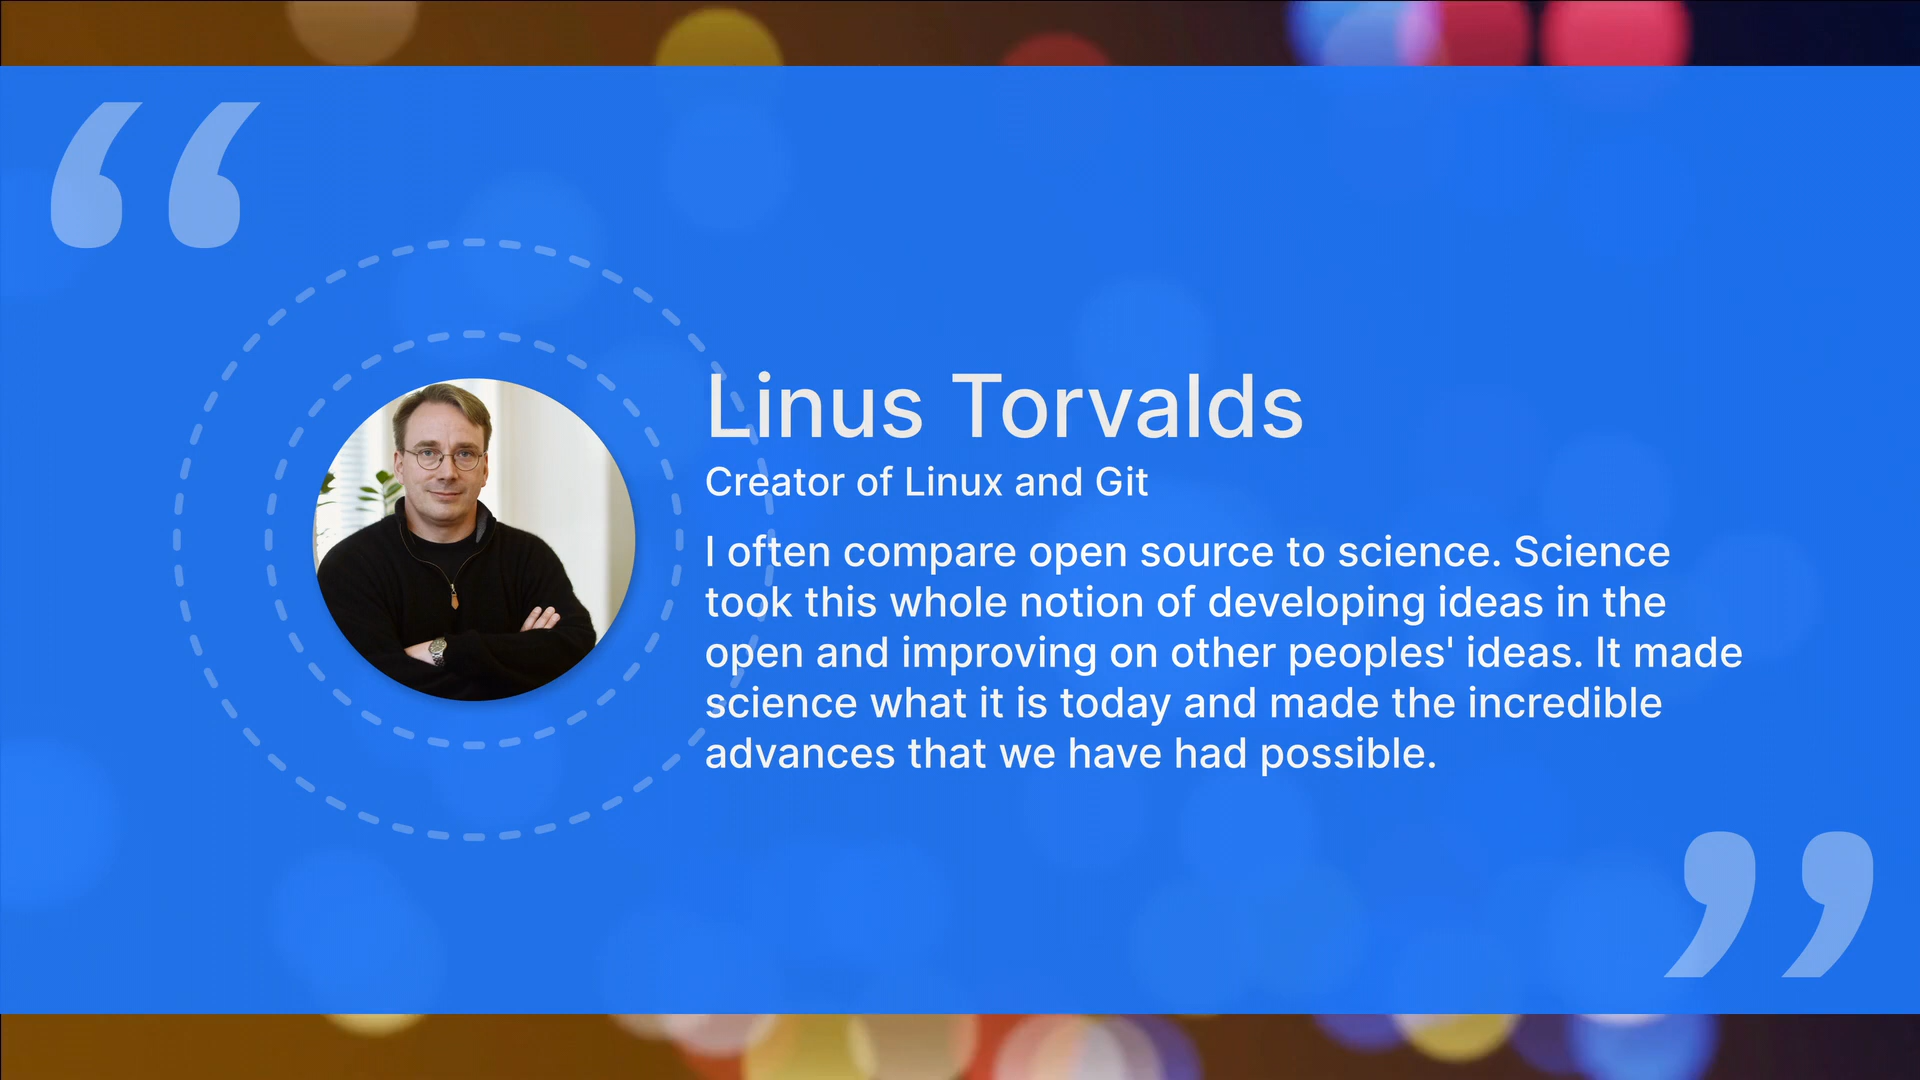 Linus Torvalds
Creator of Linux and Git
I often compare open source to science. Science
took this whole notion of developing ideas in the
open and improving on other peoples' ideas. It made
science what it is today and made the incredible
advances that we have had possible.